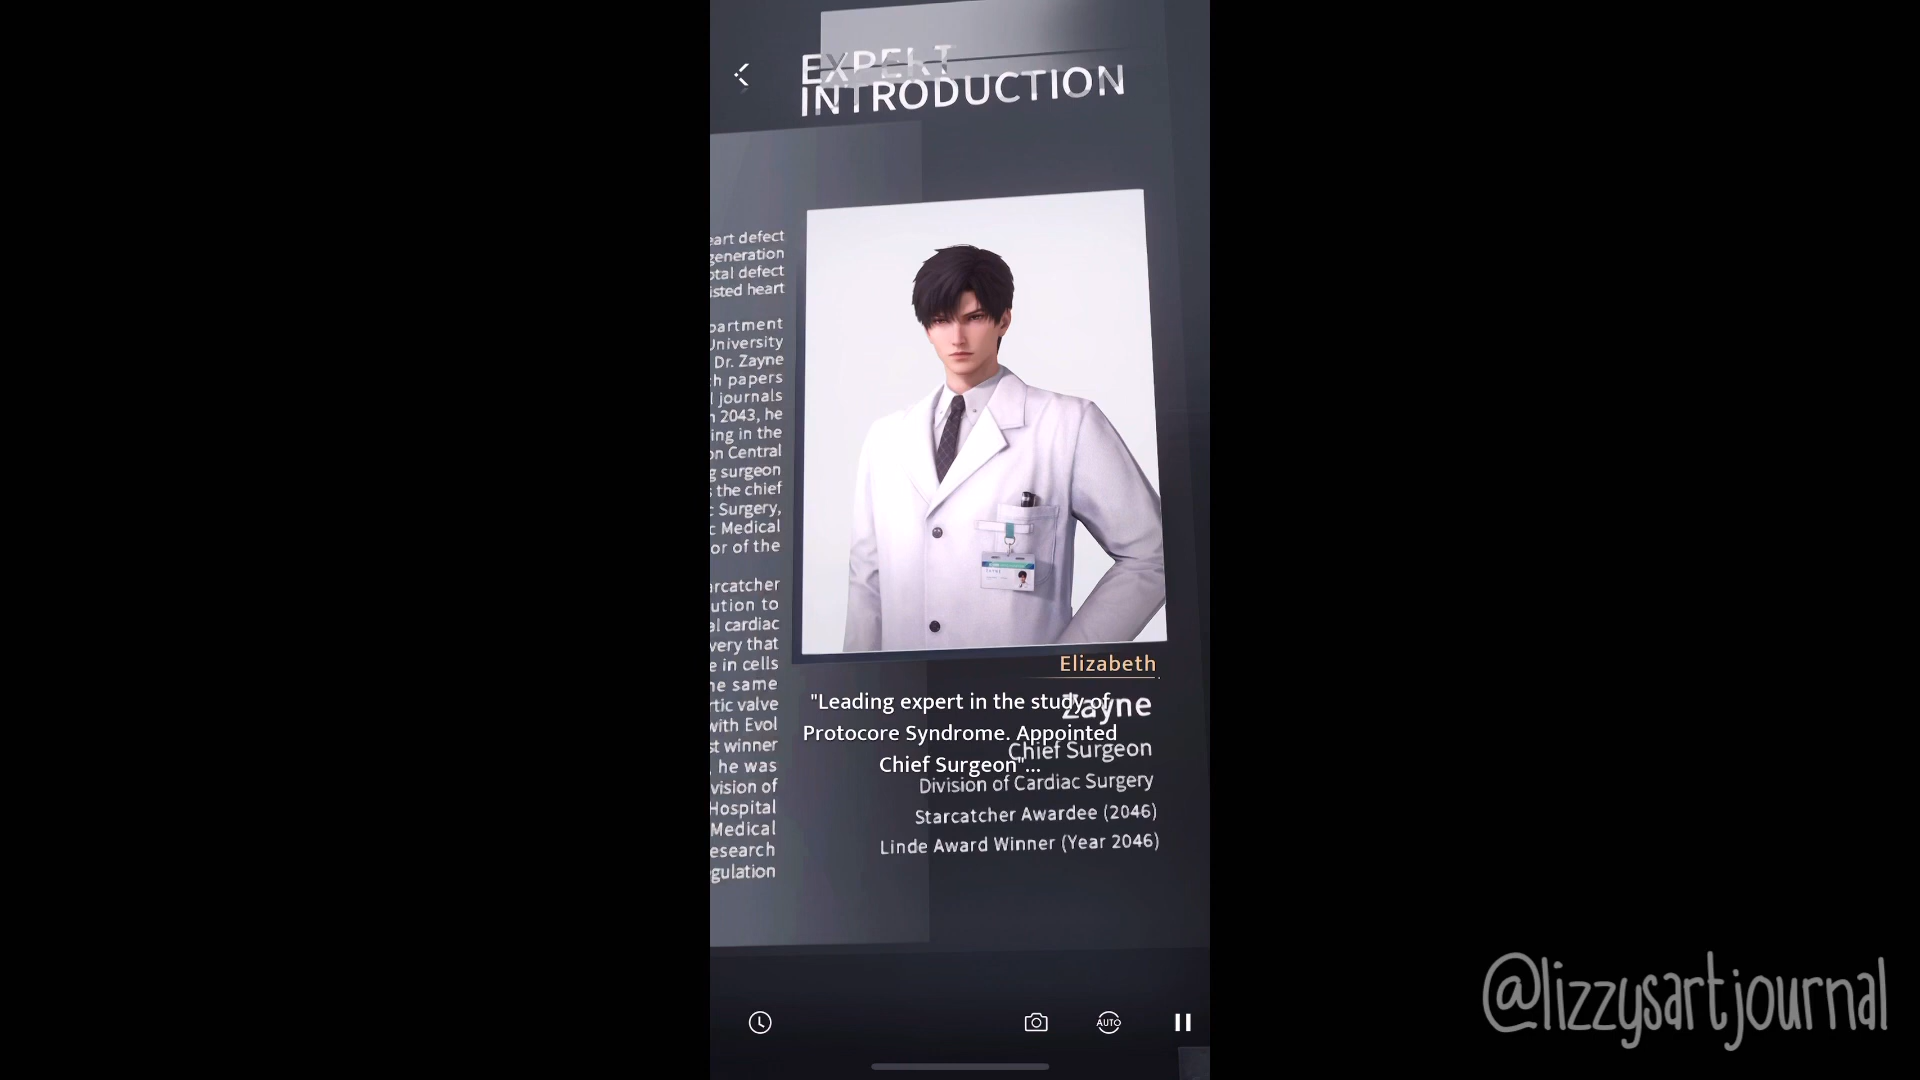 EXPERT
INTRODUCTION
eart defect
generation
otal defect
isted heart
partment
University
Dr. Zayne
h papers
l journals
n 2043, he
ing in the
on Central
g surgeon
s the chief
c Surgery,
c Medical
or of the
arcatcher
ution to
al cardiac
very that
e in cells
he same
rtic valve
with Evol
st winner
, he was
vision of
Hospital
Medical
esearch
gulation
ZAYNE
Elizabeth
"Leading expert in the study of
Protocore Syndrome. Appointed
Chief Surgeon"...
Zayne
Chief Surgeon
Division of Cardiac Surgery
Starcatcher Awardee (2046)
Linde Award Winner (Year 2046)
AUTO
@lizzysartjournal